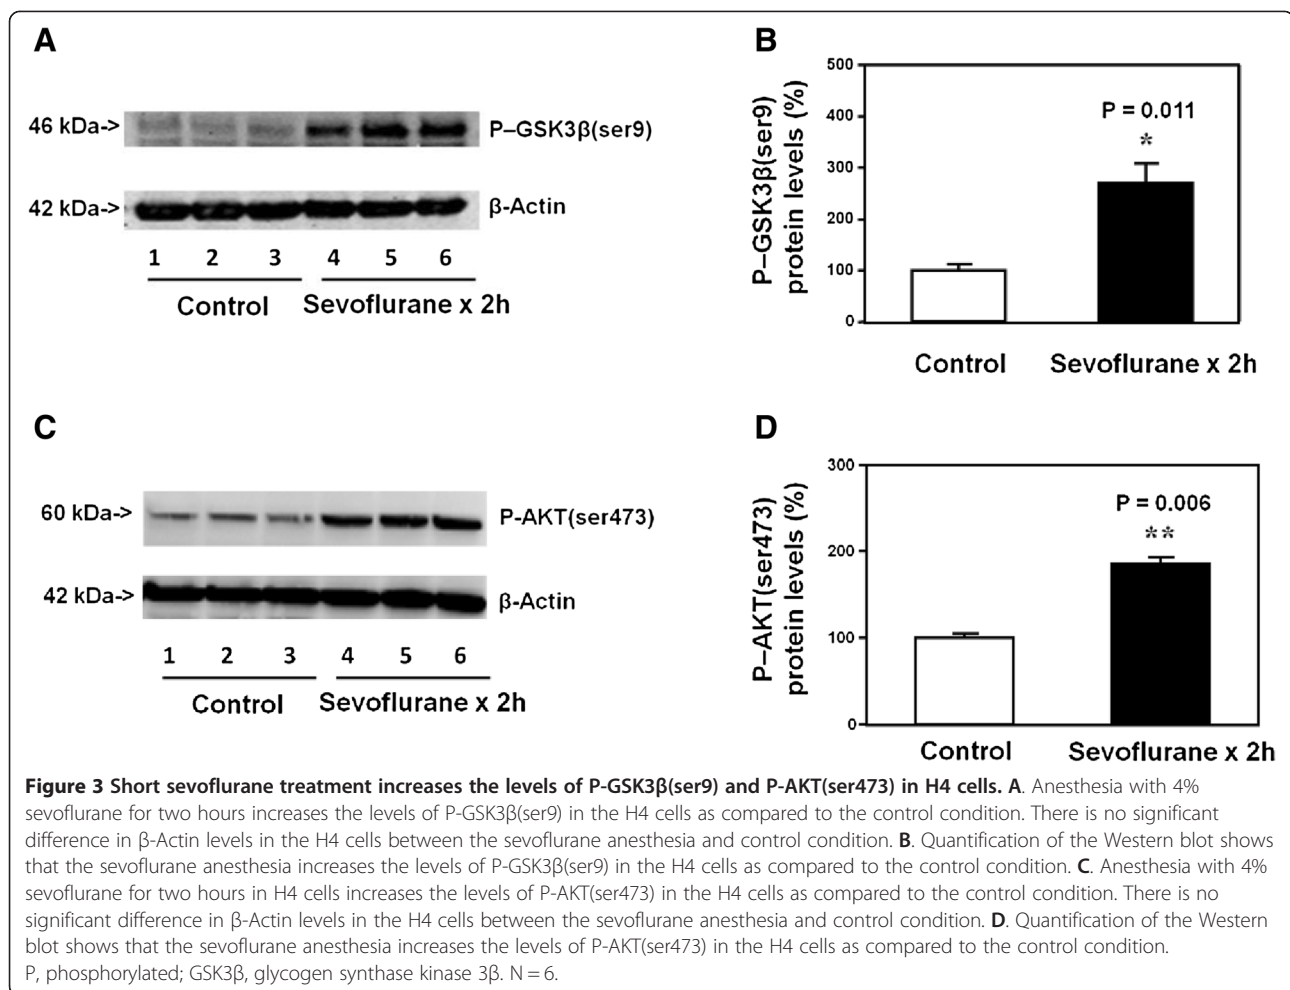 A
46 kDa->
P–GSK3β(ser9)
42 kDa->
β-Actin
1 2 3 4 5 6
Control
Sevoflurane x 2h
B
P–GSK3β(ser9)
protein levels (%)
500
400
300
200
100
0
P = 0.011
*
Control
Sevoflurane x 2h
C
60 kDa->
P-AKT(ser473)
42 kDa->
β-Actin
1 2 3 4 5 6
Control
Sevoflurane x 2h
D
P–AKT(ser473)
protein levels (%)
300
200
100
0
P = 0.006
**
Control
Sevoflurane x 2h
Figure 3 Short sevoflurane treatment increases the levels of P-GSK3β(ser9) and P-AKT(ser473) in H4 cells. A. Anesthesia with 4%
sevoflurane for two hours increases the levels of P-GSK3β(ser9) in the H4 cells as compared to the control condition. There is no significant
difference in β-Actin levels in the H4 cells between the sevoflurane anesthesia and control condition. B. Quantification of the Western blot shows
that the sevoflurane anesthesia increases the levels of P-GSK3β(ser9) in the H4 cells as compared to the control condition. C. Anesthesia with 4%
sevoflurane for two hours in H4 cells increases the levels of P-AKT(ser473) in the H4 cells as compared to the control condition. There is no
significant difference in β-Actin levels in the H4 cells between the sevoflurane anesthesia and control condition. D. Quantification of the Western
blot shows that the sevoflurane anesthesia increases the levels of P-AKT(ser473) in the H4 cells as compared to the control condition.
P, phosphorylated; GSK3β, glycogen synthase kinase 3β. N = 6.